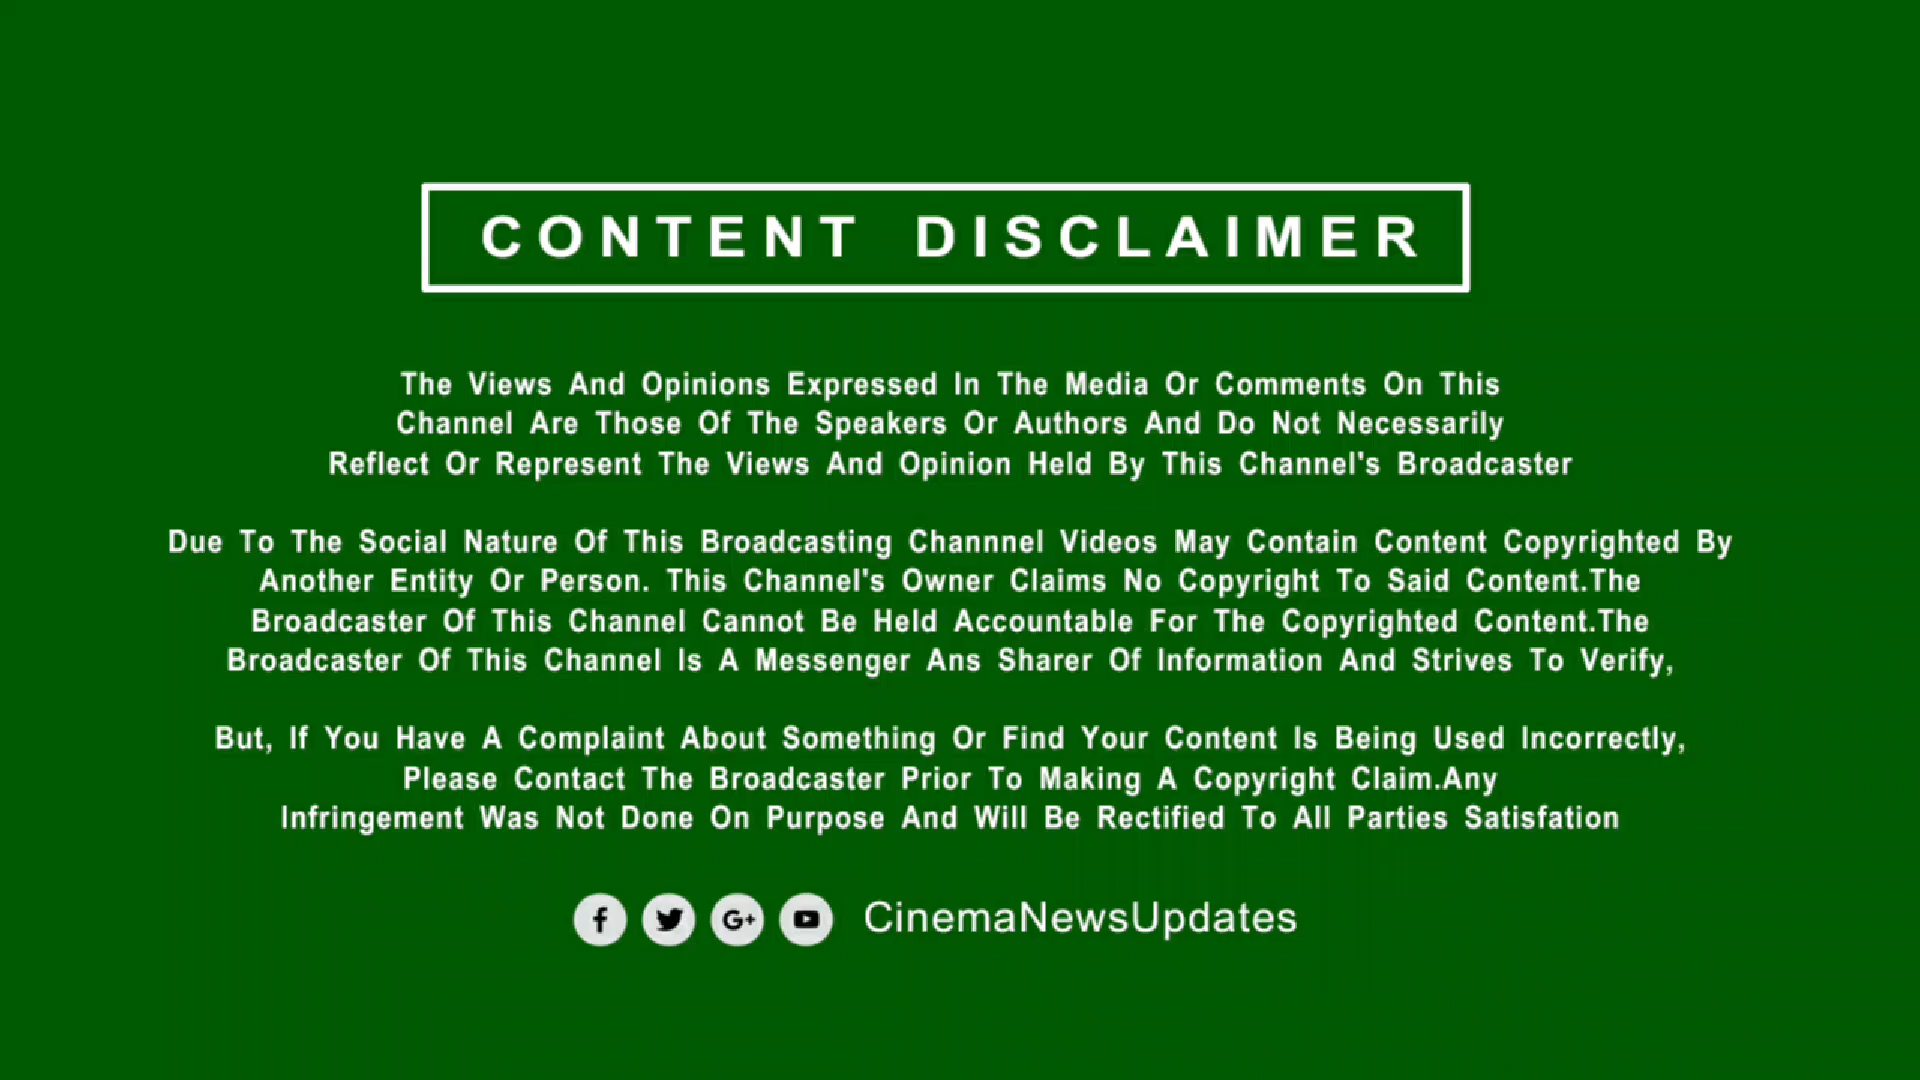 CONTENT DISCLAIMER
The Views And Opinions Expressed In The Media Or Comments On This
Channel Are Those Of The Speakers Or Authors And Do Not Necessarily
Reflect Or Represent The Views And Opinion Held By This Channel's Broadcaster
Due To The Social Nature Of This Broadcasting Channnel Videos May Contain Content Copyrighted By
Another Entity Or Person. This Channel's Owner Claims No Copyright To Said Content.The
Broadcaster Of This Channel Cannot Be Held Accountable For The Copyrighted Content.The
Broadcaster Of This Channel Is A Messenger Ans Sharer Of Information And Strives To Verify,
But, If You Have A Complaint About Something Or Find Your Content Is Being Used Incorrectly,
Please Contact The Broadcaster Prior To Making A Copyright Claim.Any
Infringement Was Not Done On Purpose And Will Be Rectified To All Parties Satisfation
f G+ CinemaNewsUpdates